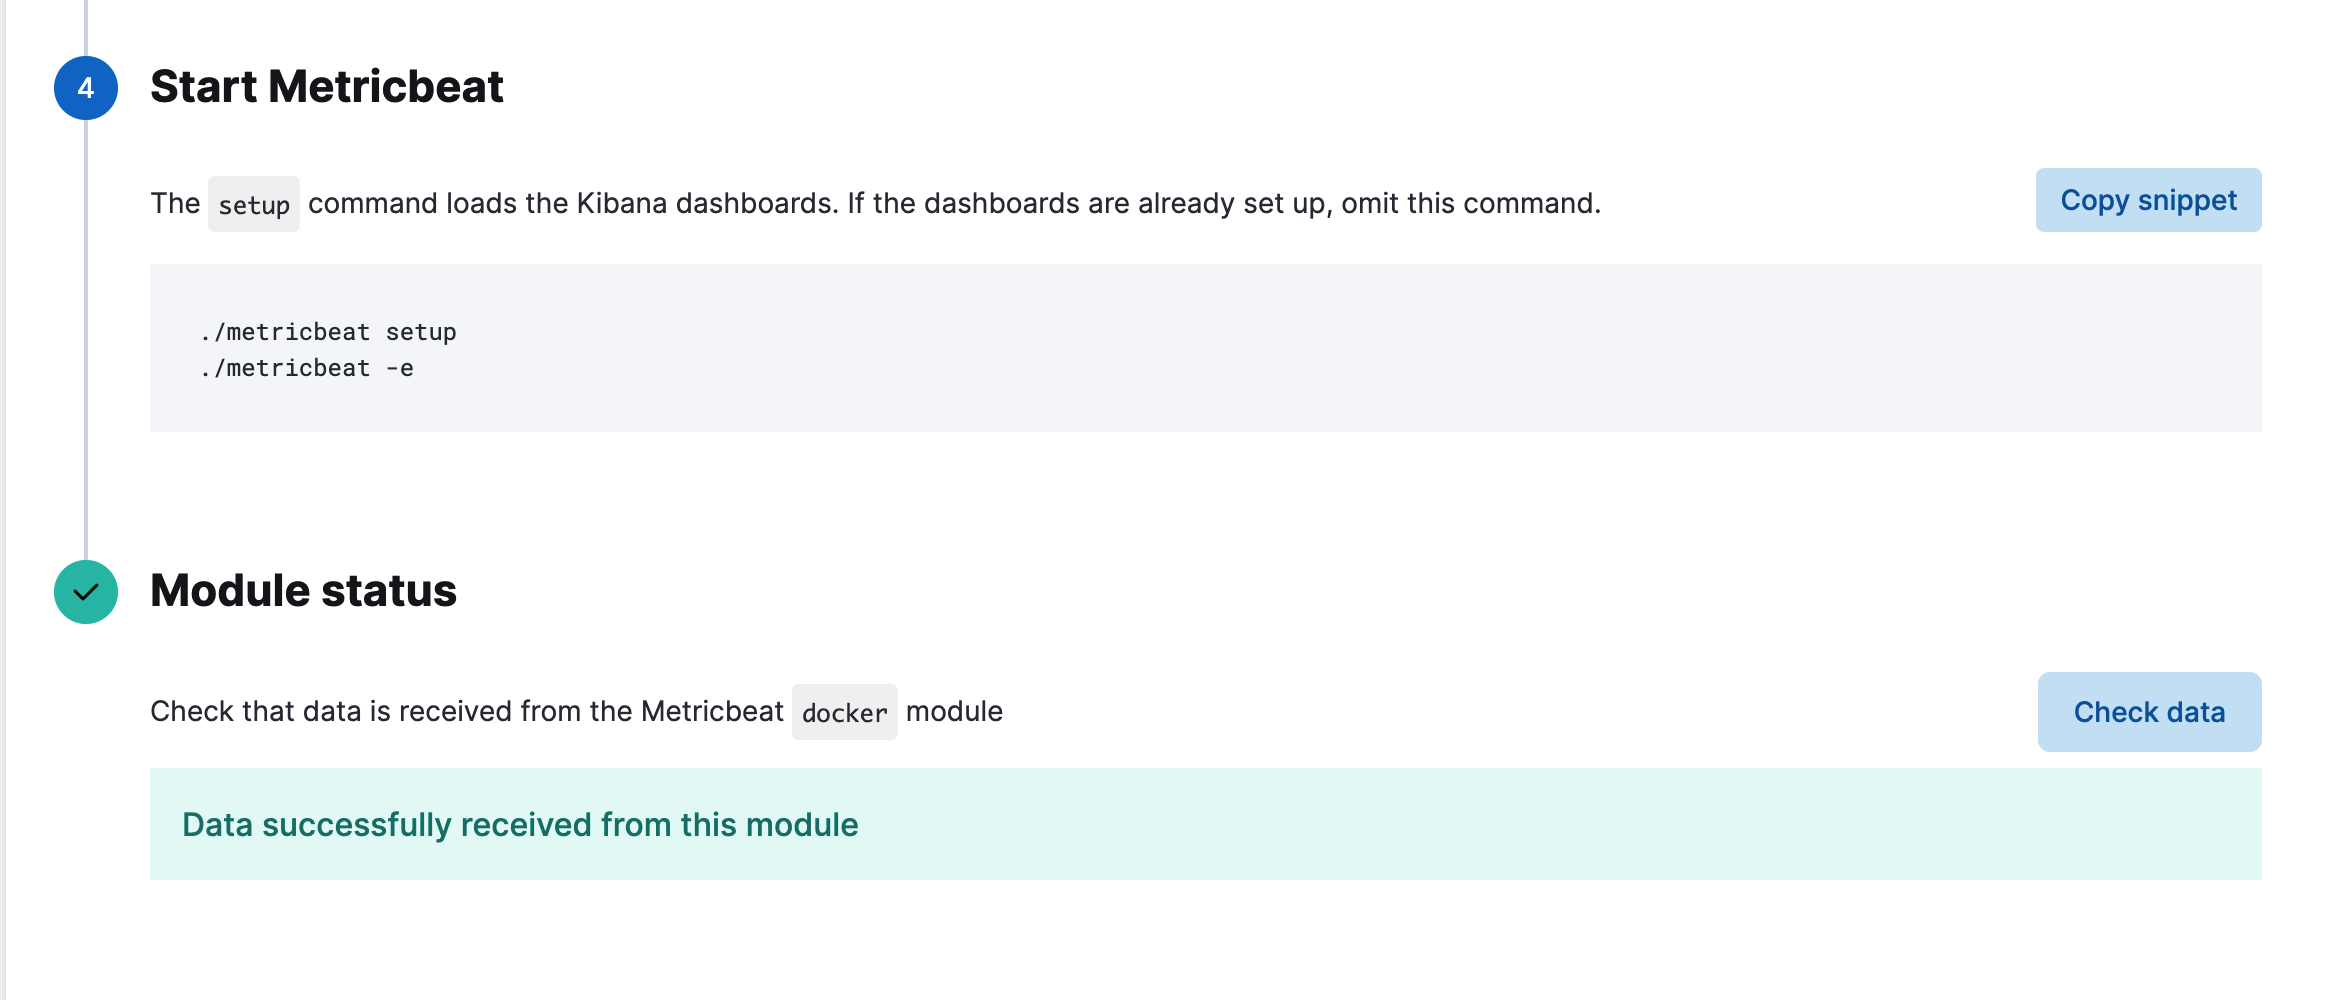 4
Start Metricbeat
The setup command loads the Kibana dashboards. If the dashboards are already set up, omit this command.
Copy snippet
./metricbeat setup
./metricbeat -e
Module status
Check that data is received from the Metricbeat docker module
Check data
Data successfully received from this module